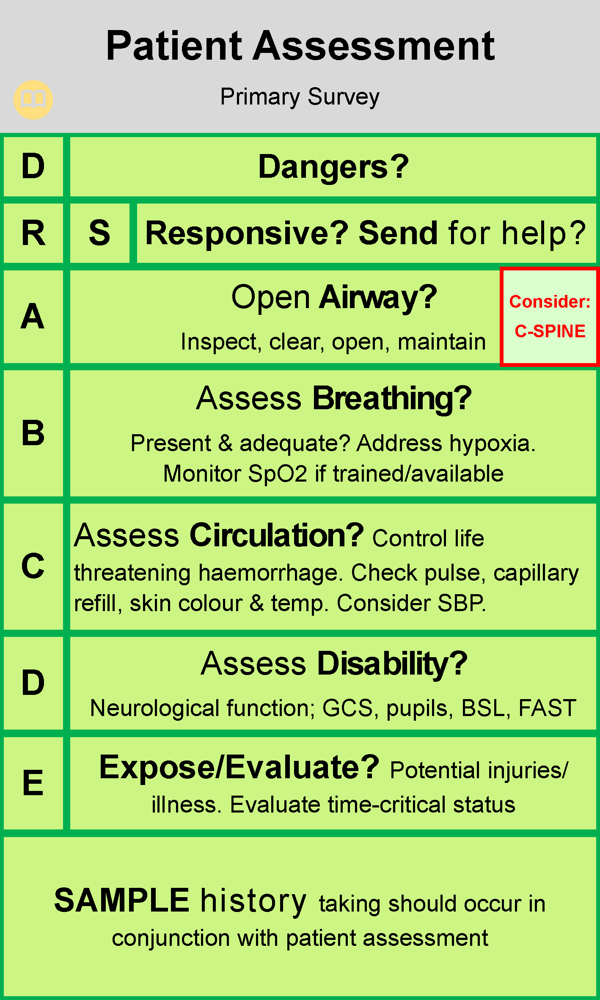 Patient Assessment
Primary Survey
D
Dangers?
R
S
Responsive? Send for help?
A
Open Airway?
Inspect, clear, open, maintain
Consider:
C-SPINE
B
Assess Breathing?
Present & adequate? Address hypoxia.
Monitor SpO2 if trained/available
C
Assess Circulation? Control life
threatening haemorrhage. Check pulse, capillary
refill, skin colour & temp. Consider SBP.
D
Assess Disability?
Neurological function; GCS, pupils, BSL, FAST
E
Expose/Evaluate? Potential injuries/
illness. Evaluate time-critical status
SAMPLE history taking should occur in
conjunction with patient assessment